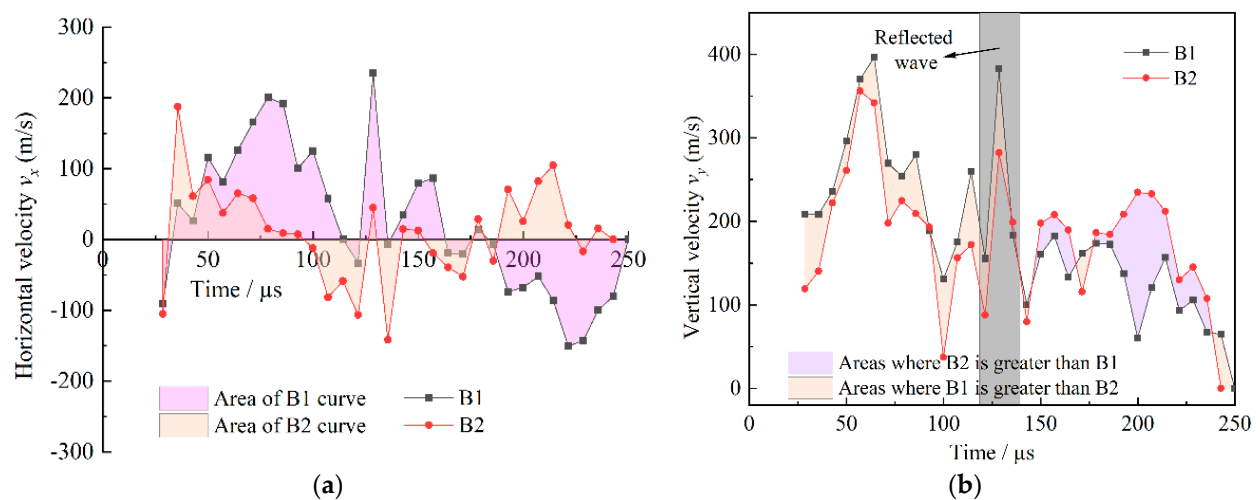 300
200
100
0
-100
-200
-300
Horizontal velocity vₓ (m/s)
0
50
100
150
200
250
Time / μs
Area of B1 curve
Area of B2 curve
B1
B2
(a)
400
300
200
100
0
Vertical velocity vᵧ (m/s)
Reflected
wave
B1
B2
Areas where B2 is greater than B1
Areas where B1 is greater than B2
0
50
100
150
200
250
Time / μs
(b)